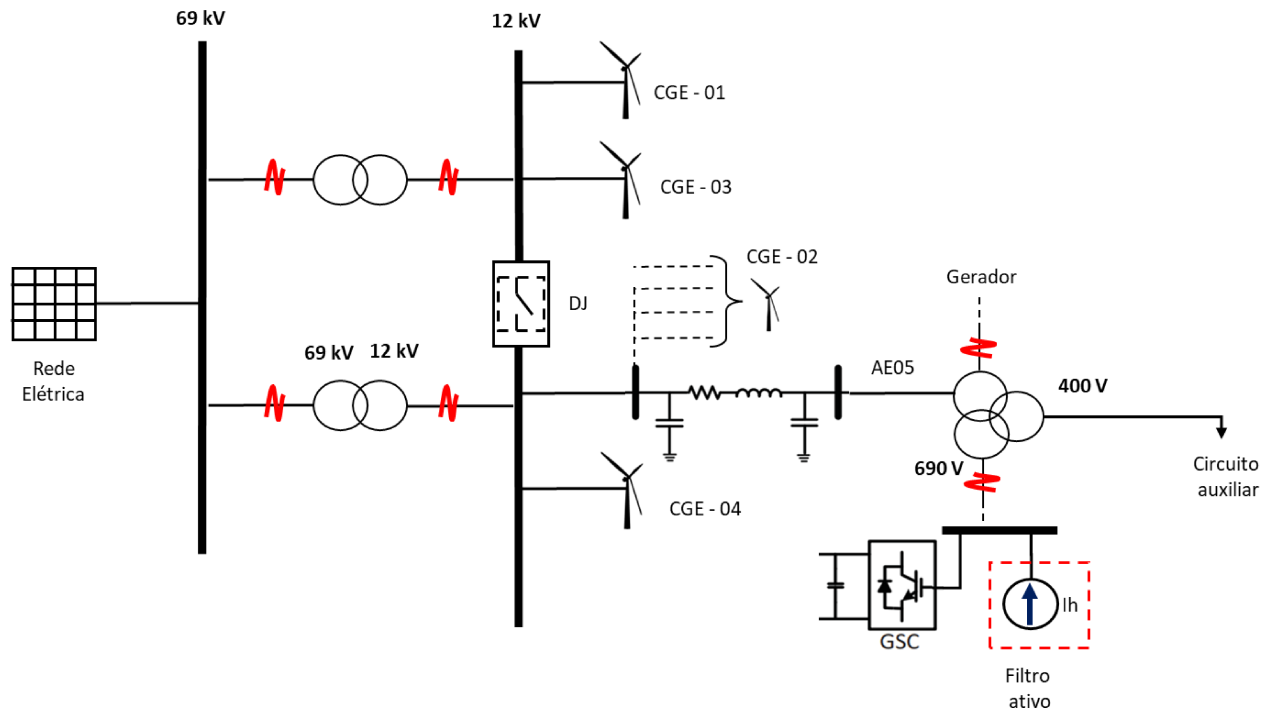 69 kV
12 kV
CGE - 01
CGE - 03
CGE - 02
DJ
Gerador
Rede
Elétrica
69 kV
12 kV
AE05
400 V
690 V
Circuito
auxiliar
CGE - 04
Ih
GSC
Filtro
ativo